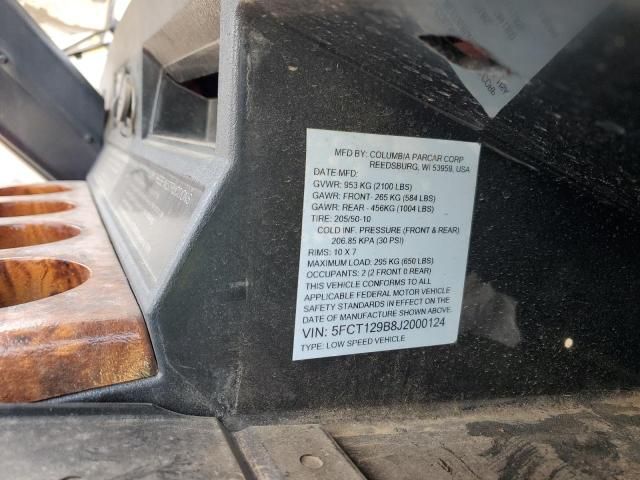 MFD BY: COLUMBIA PARCAR CORP
REEDSBURG, WI 53959, USA
DATE MFD:
GVWR: 953 KG (2100 LBS)
GAWR: FRONT- 265 KG (584 LBS)
GAWR: REAR - 456KG (1004 LBS)
TIRE: 205/50-10
COLD INF. PRESSURE (FRONT & REAR)
206.85 KPA (30 PSI)
RIMS: 10 X 7
MAXIMUM LOAD: 295 KG (650 LBS)
OCCUPANTS: 2 (2 FRONT 0 REAR)
THIS VEHICLE CONFORMS TO ALL
APPLICABLE FEDERAL MOTOR VEHICLE
SAFETY STANDARDS IN EFFECT ON THE
DATE OF MANUFACTURE SHOWN ABOVE.
VIN: 5FCT129B8J2000124
TYPE: LOW SPEED VEHICLE